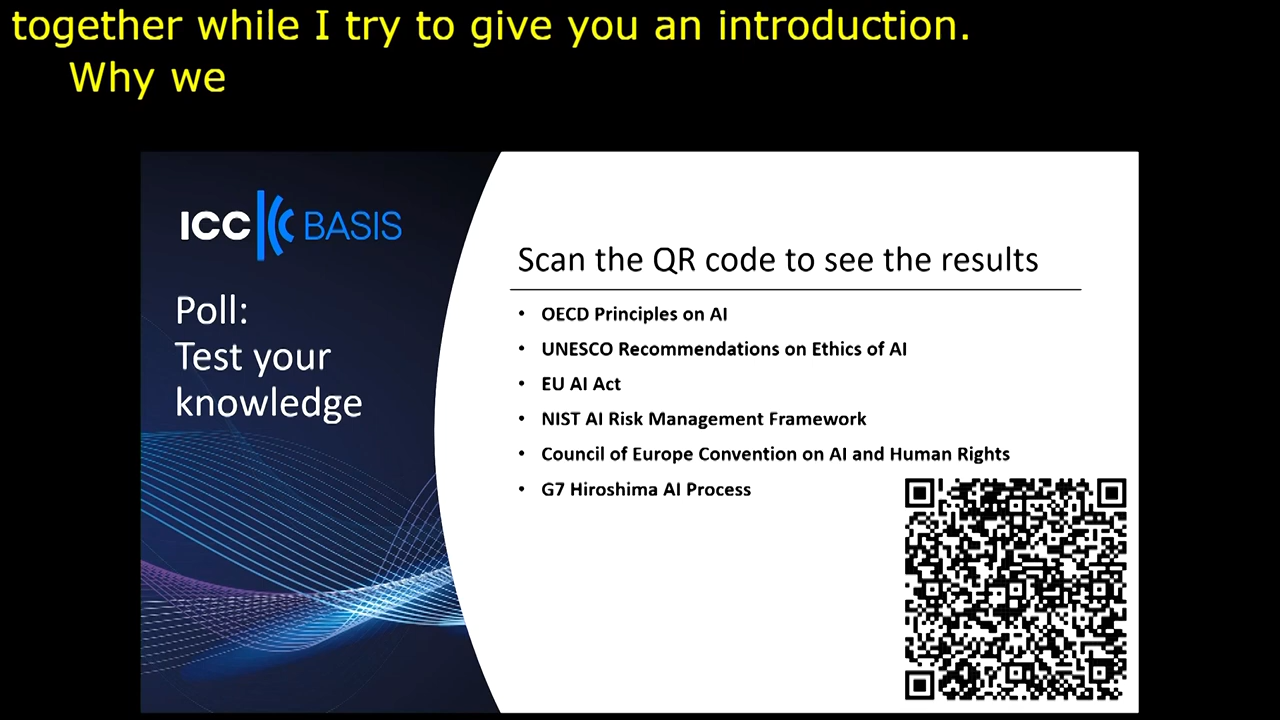 together while I try to give you an introduction.
Why we
ICC BASIS
Poll:
Test your
knowledge
Scan the QR code to see the results
• OECD Principles on AI
• UNESCO Recommendations on Ethics of AI
• EU AI Act
• NIST AI Risk Management Framework
• Council of Europe Convention on AI and Human Rights
• G7 Hiroshima AI Process